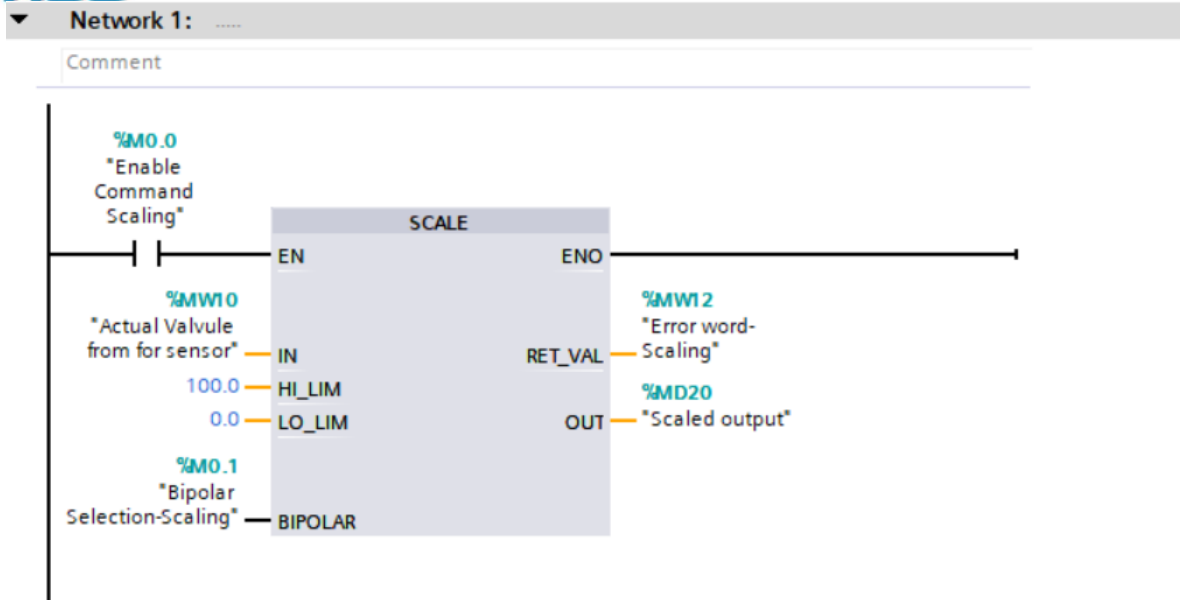 Network 1: .....
Comment
%M0.0
"Enable
Command
Scaling"
SCALE
EN
ENO
%MW10
"Actual Valvule
from for sensor"
IN
%MW12
"Error word-
Scaling"
RET_VAL
100.0
HI_LIM
0.0
LO_LIM
%MD20
"Scaled output"
OUT
%M0.1
"Bipolar
Selection-Scaling"
BIPOLAR